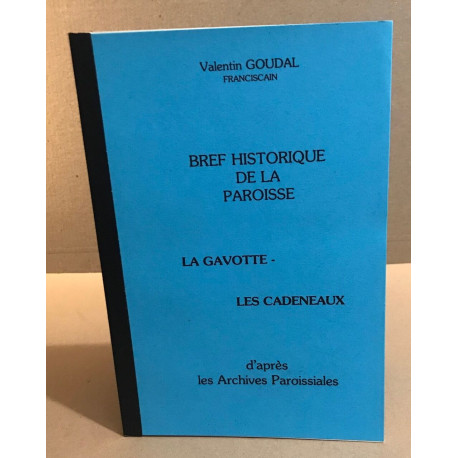 Valentin GOUDAL
FRANCISCAIN
BREF HISTORIQUE
DE LA
PAROISSE
LA GAVOTTE -
LES CADENEAUX
d'après
les Archives Paroissiales